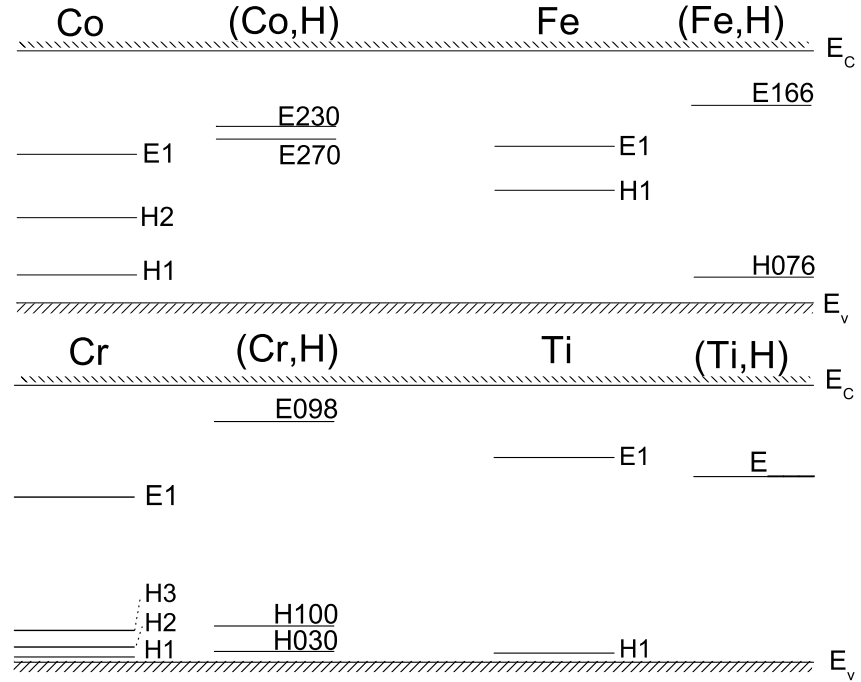 Co (Co,H) Fe (Fe,H)
E_C
E166
E230
E1
E1
E270
H1
H2
H076
H1
E_v
Cr (Cr,H) Ti (Ti,H)
E_C
E098
E1
E___
E1
H3
H100
H2
H030
H1
H1
E_v